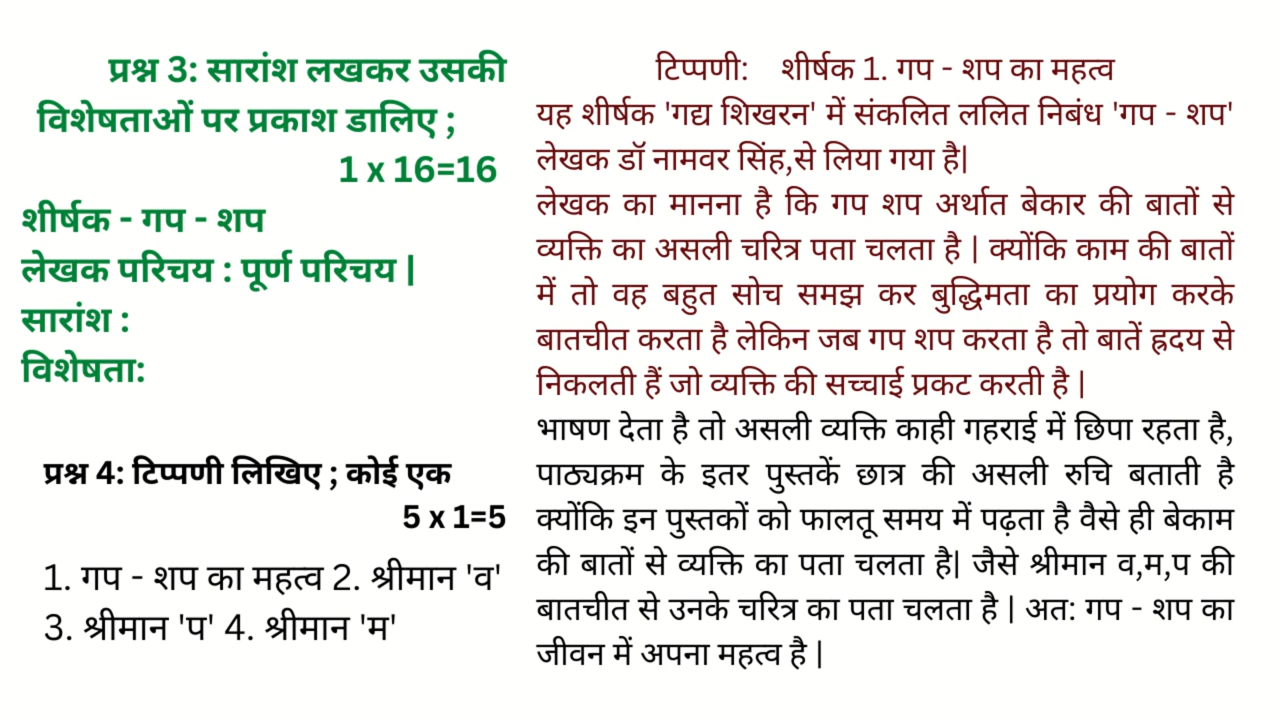 प्रश्न 3: सारांश लखकर उसकी
विशेषताओं पर प्रकाश डालिए ;
1 x 16=16
शीर्षक - गप - शप
लेखक परिचय : पूर्ण परिचय |
सारांश :
विशेषता:
प्रश्न 4: टिप्पणी लिखिए ; कोई एक
5 x 1=5
1. गप - शप का महत्व 2. श्रीमान 'व'
3. श्रीमान 'प' 4. श्रीमान 'म'
टिप्पणी: शीर्षक 1. गप - शप का महत्व
यह शीर्षक 'गद्य शिखरन' में संकलित ललित निबंध 'गप - शप'
लेखक डॉ नामवर सिंह,से लिया गया है|
लेखक का मानना है कि गप शप अर्थात बेकार की बातों से
व्यक्ति का असली चरित्र पता चलता है | क्योंकि काम की बातों
में तो वह बहुत सोच समझ कर बुद्धिमता का प्रयोग करके
बातचीत करता है लेकिन जब गप शप करता है तो बातें ह्रदय से
निकलती हैं जो व्यक्ति की सच्चाई प्रकट करती है |
भाषण देता है तो असली व्यक्ति काही गहराई में छिपा रहता है,
पाठ्यक्रम के इतर पुस्तकें छात्र की असली रुचि बताती है
क्योंकि इन पुस्तकों को फालतू समय में पढ़ता है वैसे ही बेकाम
की बातों से व्यक्ति का पता चलता है| जैसे श्रीमान व,म,प की
बातचीत से उनके चरित्र का पता चलता है | अत: गप - शप का
जीवन में अपना महत्व है |